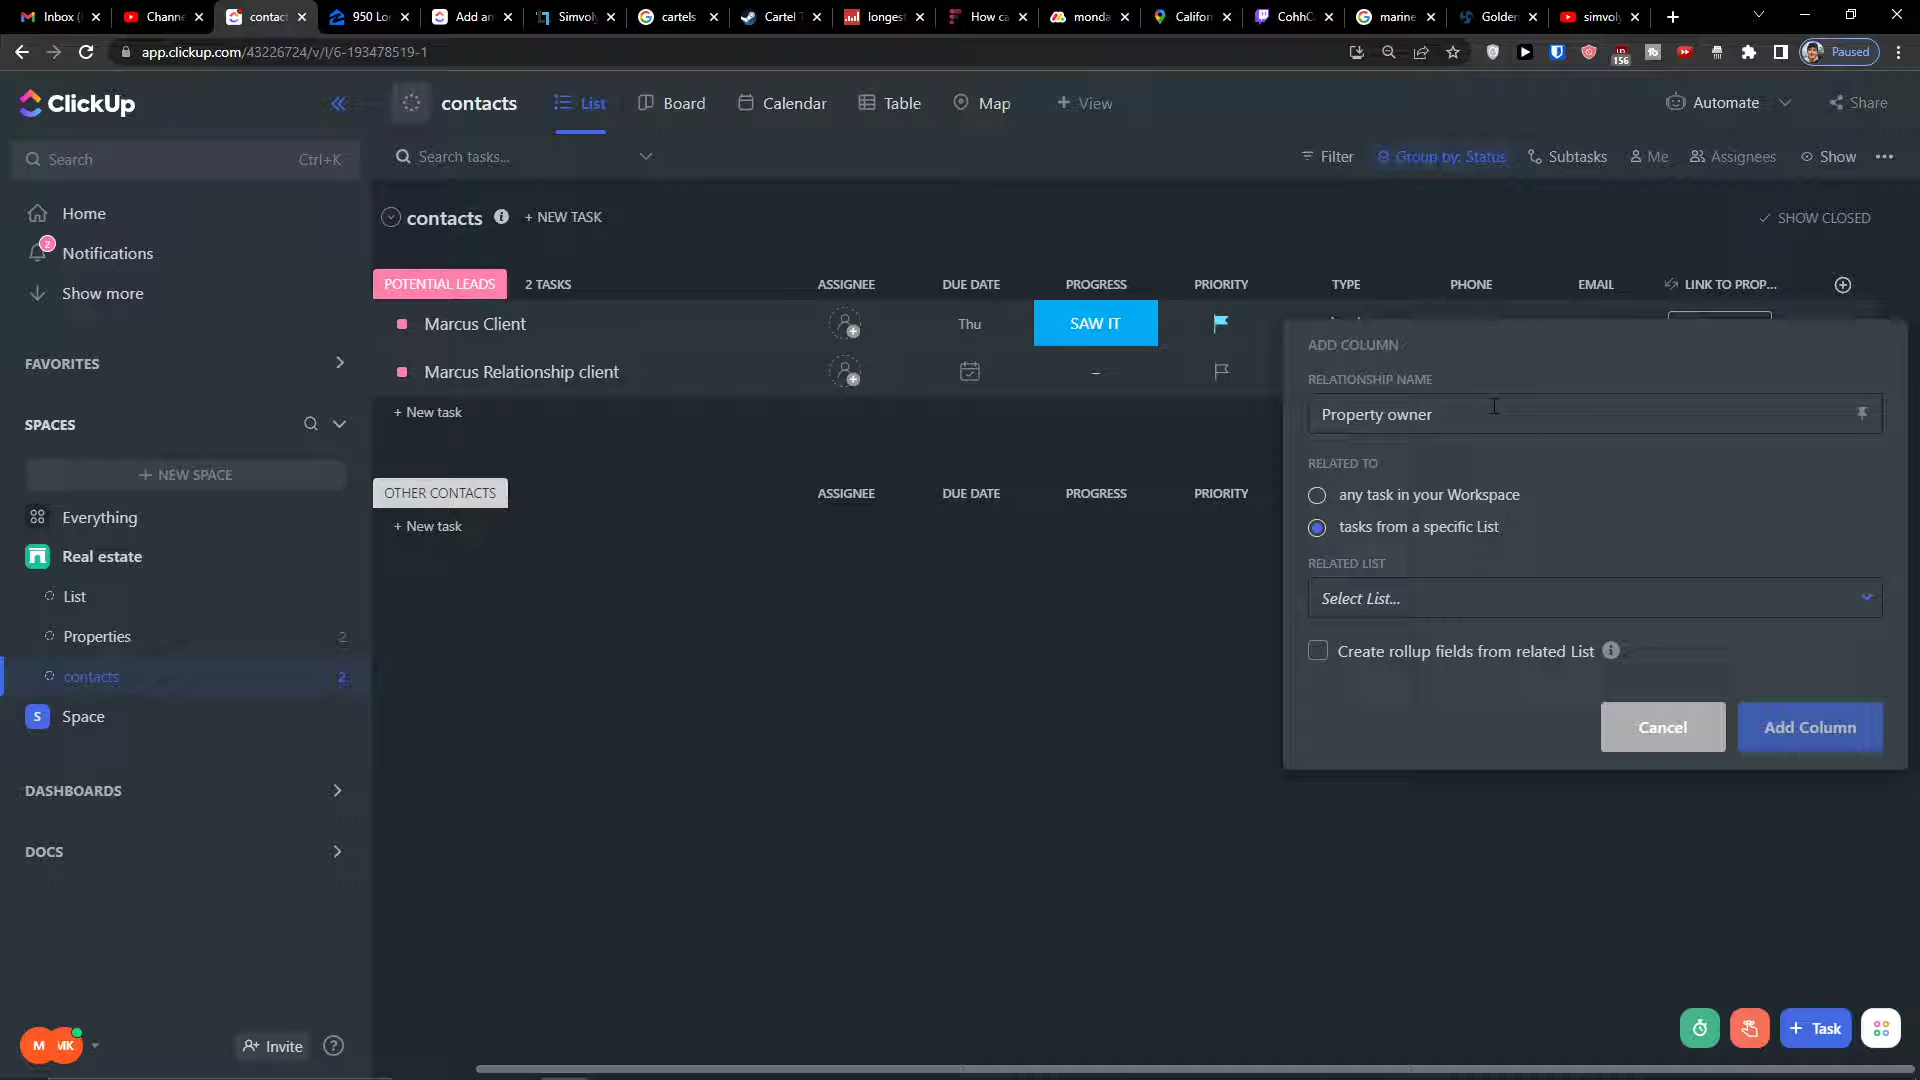 Inbox (
Channe
contact
950 Lo
Add an
Simvoly
cartels
Cartel T
longest
How ca
monda
Califor
CohhC
marine
Golden
simvoly
app.clickup.com/43226724/v/l/6-193478519-1
156
Paused
ClickUp
contacts
List
Board
Calendar
Table
Map
+ View
Automate
Share
Search
Ctrl+K
Search tasks...
Filter
Group by: Status
Subtasks
Me
Assignees
Show
Home
2
Notifications
Show more
contacts
+ NEW TASK
SHOW CLOSED
POTENTIAL LEADS
2 TASKS
ASSIGNEE
DUE DATE
PROGRESS
PRIORITY
TYPE
PHONE
EMAIL
LINK TO PROP...
Marcus Client
Thu
SAW IT
Marcus Relationship client
–
+ New task
FAVORITES
SPACES
+ NEW SPACE
Everything
Real estate
List
Properties
2
contacts
2
S
Space
DASHBOARDS
DOCS
OTHER CONTACTS
ASSIGNEE
DUE DATE
PROGRESS
PRIORITY
+ New task
ADD COLUMN
RELATIONSHIP NAME
Property owner
RELATED TO
any task in your Workspace
tasks from a specific List
RELATED LIST
Select List...
Create rollup fields from related List
Cancel
Add Column
M
MK
Invite
+ Task